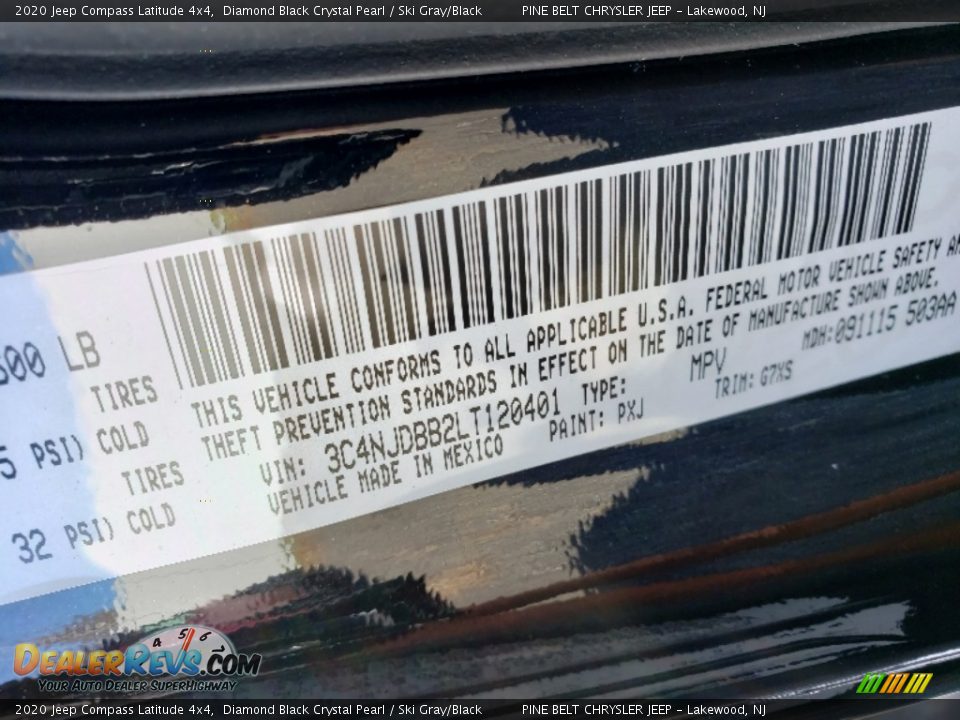 2020 Jeep Compass Latitude 4x4, Diamond Black Crystal Pearl / Ski Gray/Black PINE BELT CHRYSLER JEEP - Lakewood, NJ
LB
TIRES
PSI) COLD
TIRES
32 PSI) COLD
THIS VEHICLE CONFORMS TO ALL APPLICABLE U.S.A. FEDERAL MOTOR VEHICLE SAFETY
THEFT PREVENTION STANDARDS IN EFFECT ON THE DATE OF MANUFACTURE SHOWN ABOVE.
VIN: 3C4NJDBB2LT120401 TYPE: MPV MDH:091115 503AA
VEHICLE MADE IN MEXICO PAINT: PXJ TRIM: G7XS
4 5 6
DEALERREVS.COM
YOUR AUTO DEALER SUPERHIGHWAY
2020 Jeep Compass Latitude 4x4, Diamond Black Crystal Pearl / Ski Gray/Black PINE BELT CHRYSLER JEEP - Lakewood, NJ